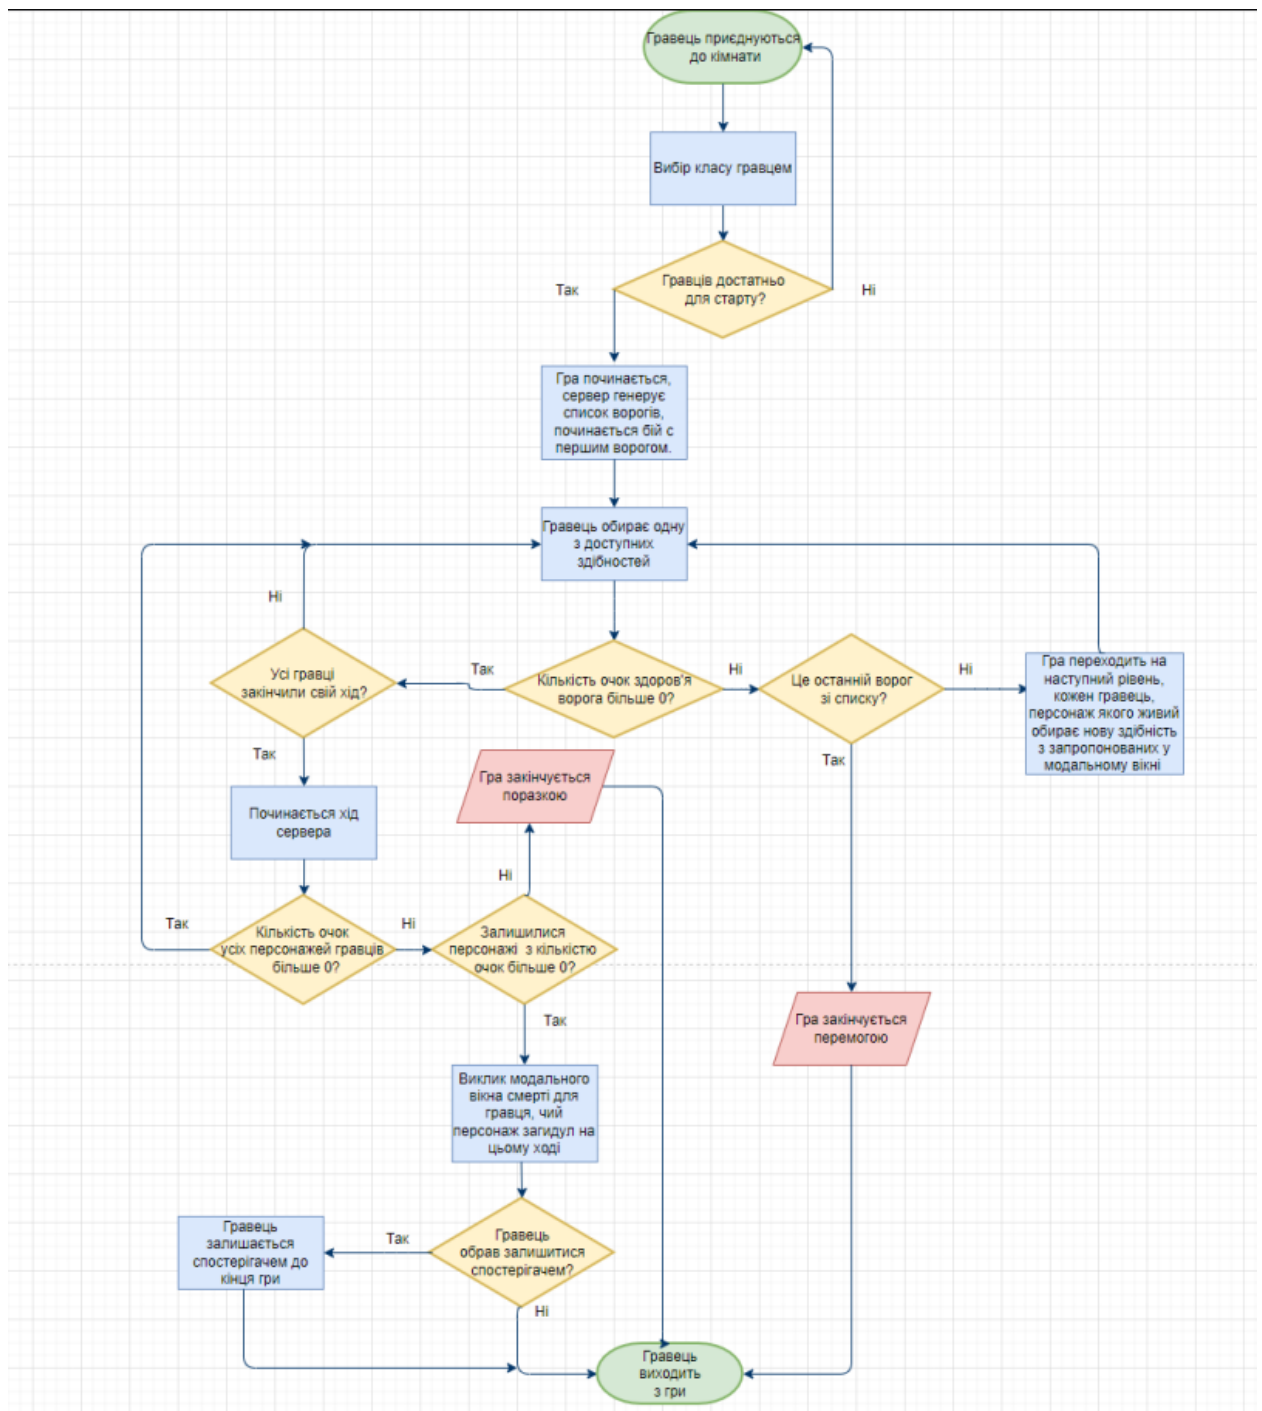 Гравець приєднуються
до кімнати
Вибір класу гравцем
Гравців достатньо
для старту?
Так
Ні
Гра починається,
сервер генерує
список ворогів,
починається бій с
першим ворогом.
Гравець обирає одну
з доступних
здібностей
Ні
Усі гравці
закінчили свій хід?
Так
Кількість очок здоров'я
ворога більше 0?
Ні
Це останній ворог
зі списку?
Ні
Гра переходить на
наступний рівень,
кожен гравець,
персонаж якого живий
обирає нову здібність
з запропонованих у
модальному вікні
Так
Так
Гра закінчується
поразкою
Початинається хід
сервера
Ні
Так
Кількість очок
усіх персонажей гравців
більше 0?
Ні
Залишилися
персонажі з кількістю
очок більше 0?
Так
Гра закінчується
перемогою
Виклик модального
вікна смерті для
гравця, чий
персонаж загидул на
цьому ході
Гравець
залишається
спостерігачем до
кінця гри
Так
Гравець
обрав залишитися
спостерігачем?
Ні
Гравець
виходить
з гри